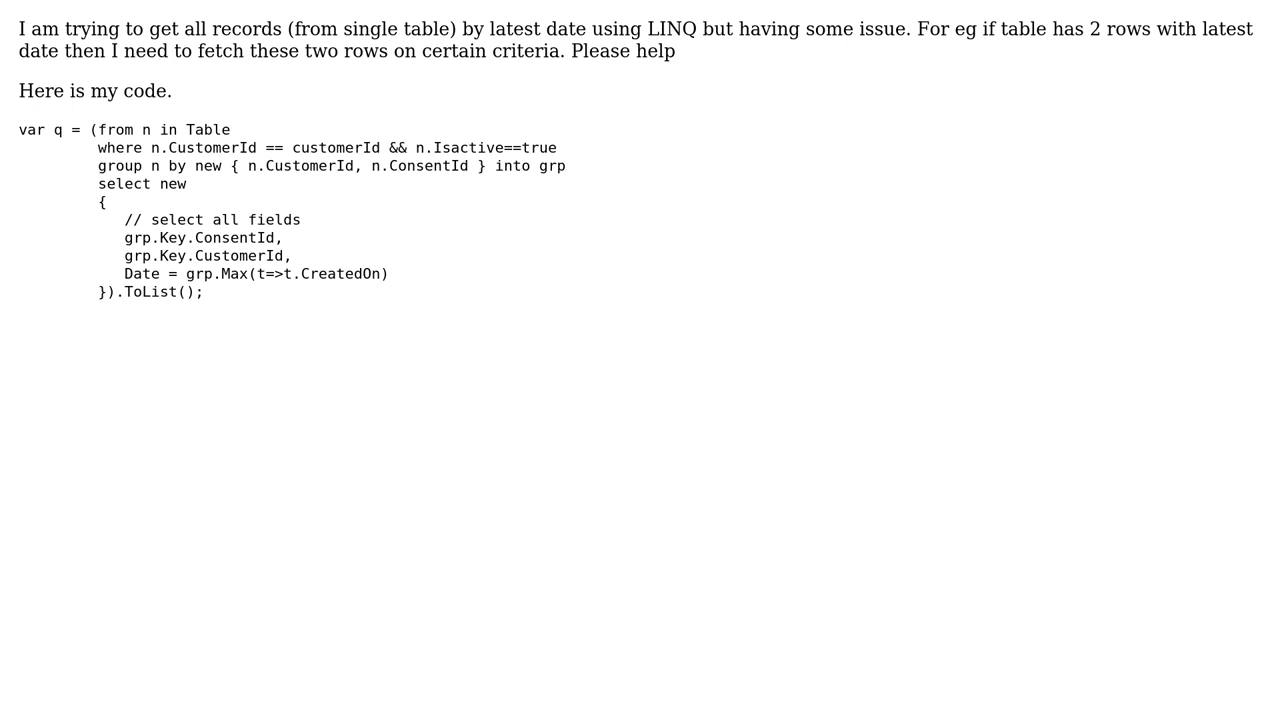 I am trying to get all records (from single table) by latest date using LINQ but having some issue. For eg if table has 2 rows with latest
date then I need to fetch these two rows on certain criteria. Please help
Here is my code.
var q = (from n in Table
         where n.CustomerId == customerId && n.Isactive==true
         group n by new { n.CustomerId, n.ConsentId } into grp
         select new
         {
            // select all fields
            grp.Key.ConsentId,
            grp.Key.CustomerId,
            Date = grp.Max(t=>t.CreatedOn)
         }).ToList();